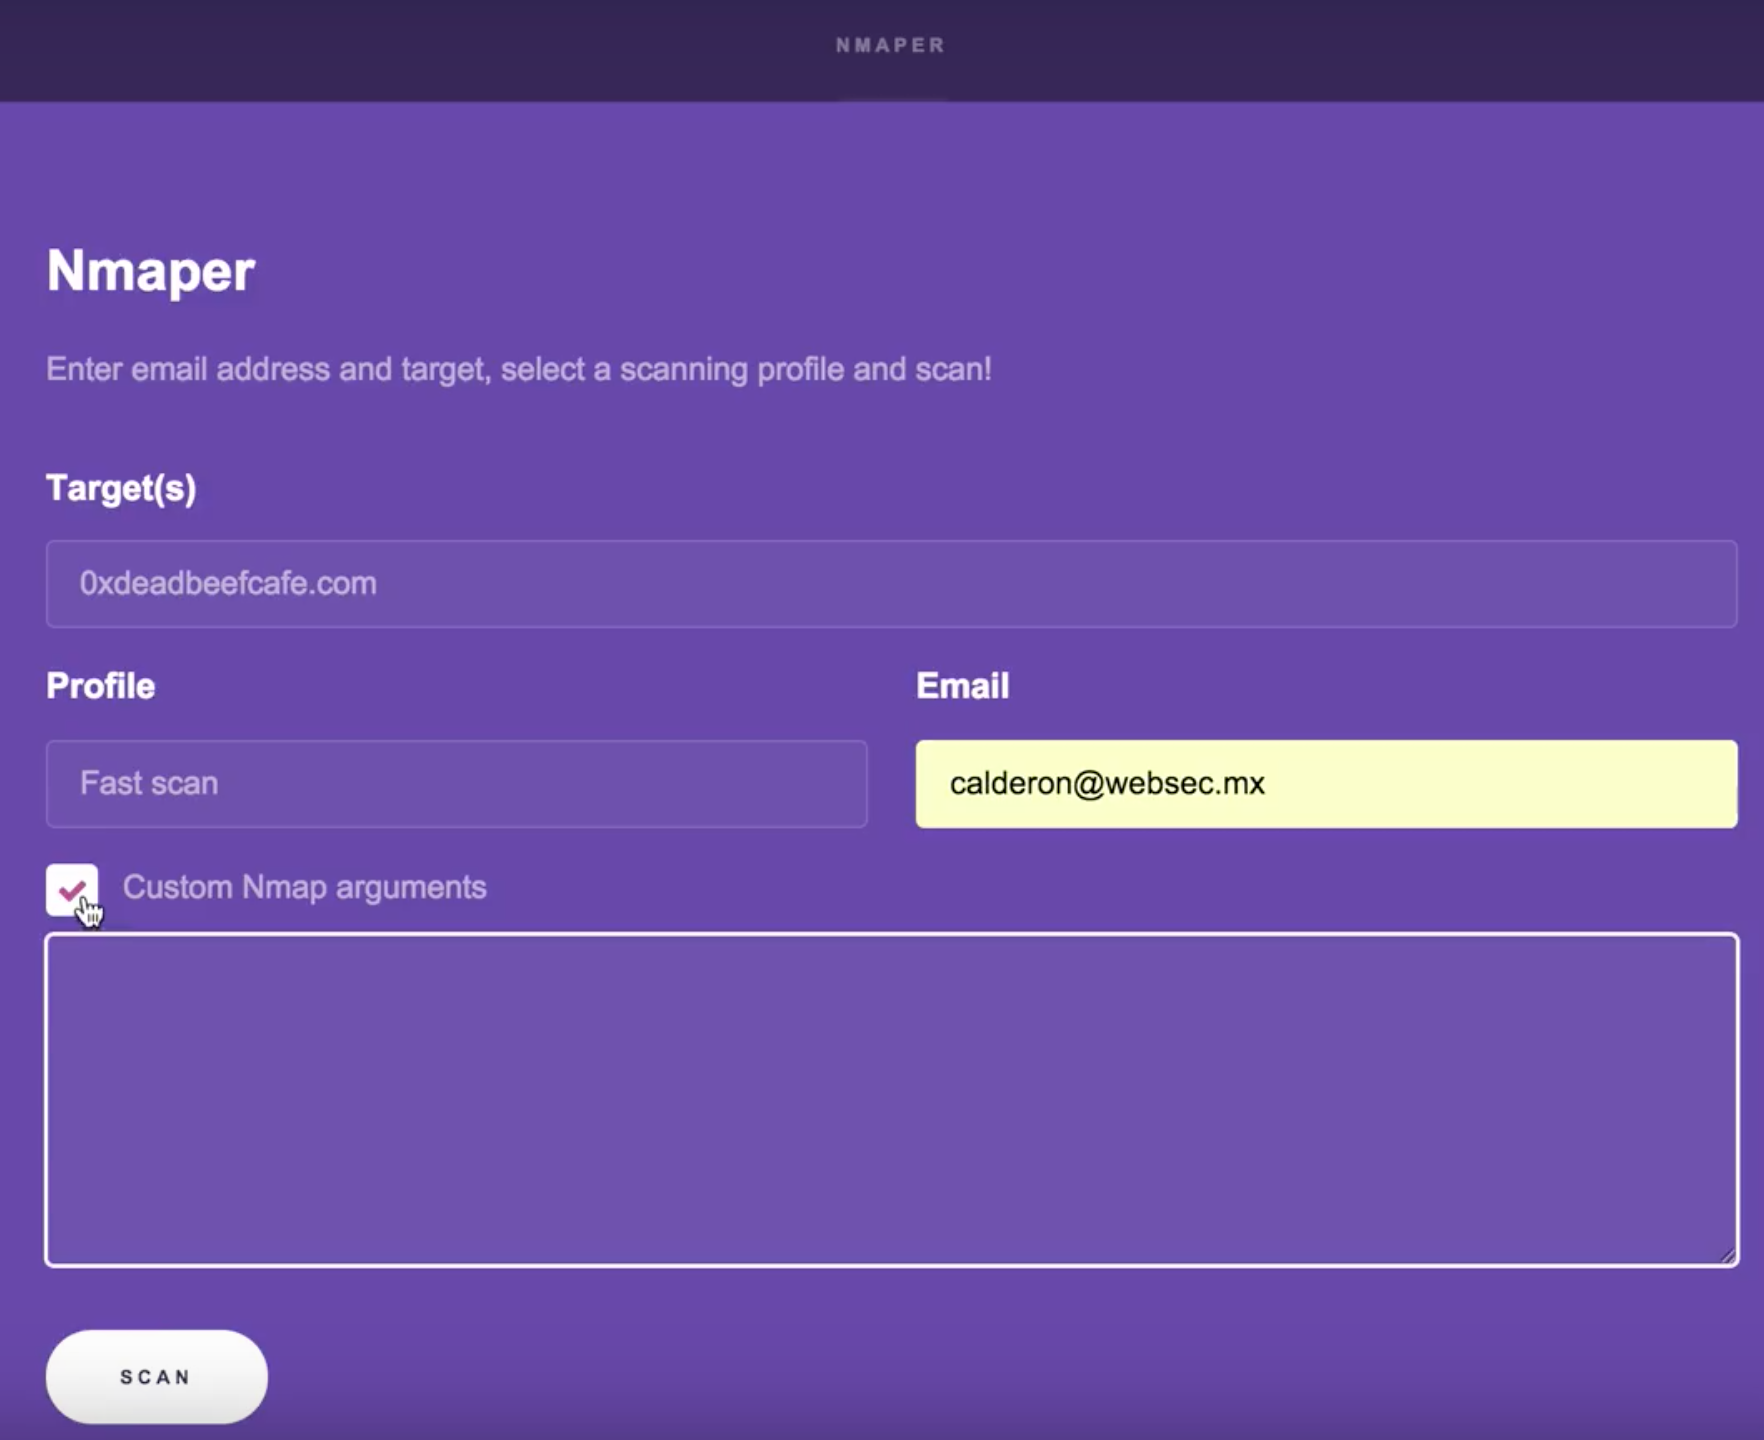 NMAPER
Nmaper
Enter email address and target, select a scanning profile and scan!
Target(s)
0xdeadbeefcafe.com
Profile
Email
Fast scan
calderon@websec.mx
Custom Nmap arguments
SCAN